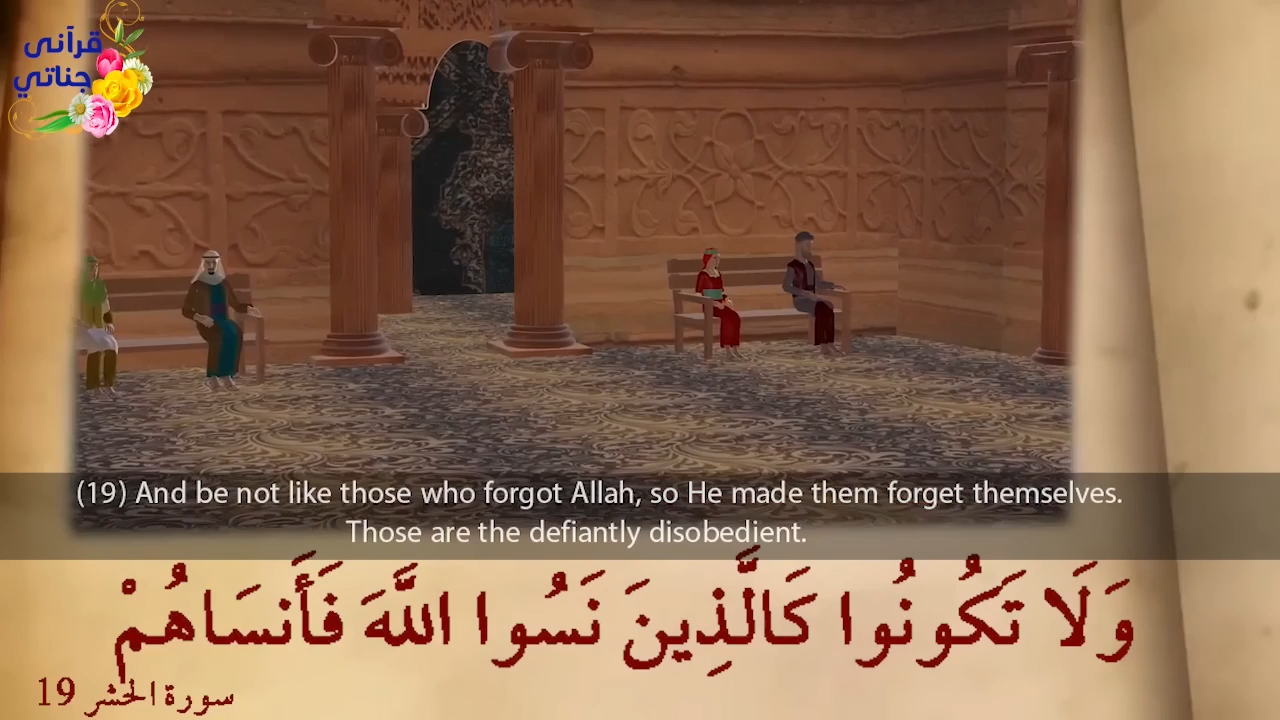 قرآنى
جناتي
(19) And be not like those who forgot Allah, so He made them forget themselves.
Those are the defiantly disobedient.
وَلَا تَكُونُوا كَالَّذِينَ نَسُوا اللَّهَ فَأَنسَاهُمْ
سورة الحشر 19